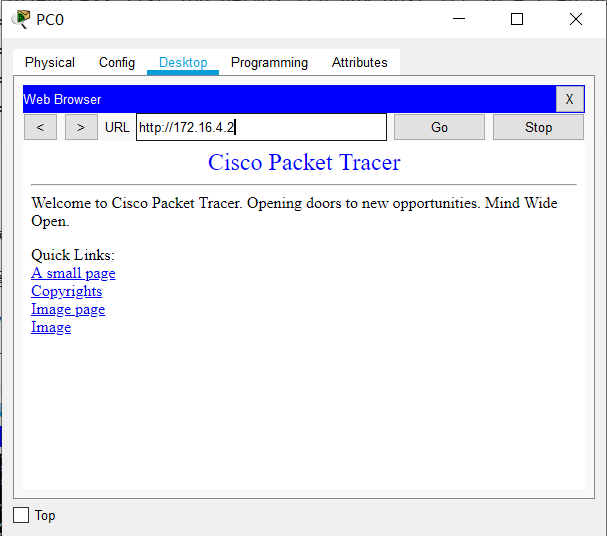 PC0
Physical Config Desktop Programming Attributes
Web Browser X
< > URL http://172.16.4.2 Go Stop
Cisco Packet Tracer
Welcome to Cisco Packet Tracer. Opening doors to new opportunities. Mind Wide
Open.
Quick Links:
A small page
Copyrights
Image page
Image
Top